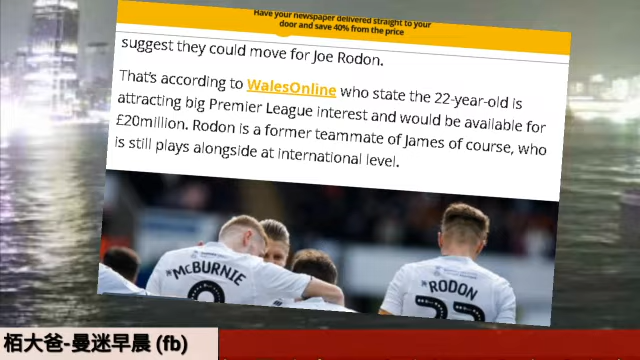 Have your newspaper delivered straight to your
door and save 40% from the price
suggest they could move for Joe Rodon.
That's according to WalesOnline who state the 22-year-old is
attracting big Premier League interest and would be available for
£20million. Rodon is a former teammate of James of course, who
is still plays alongside at international level.
McBURNIE
9
RODON
栢大爸-曼迷早晨 (fb)